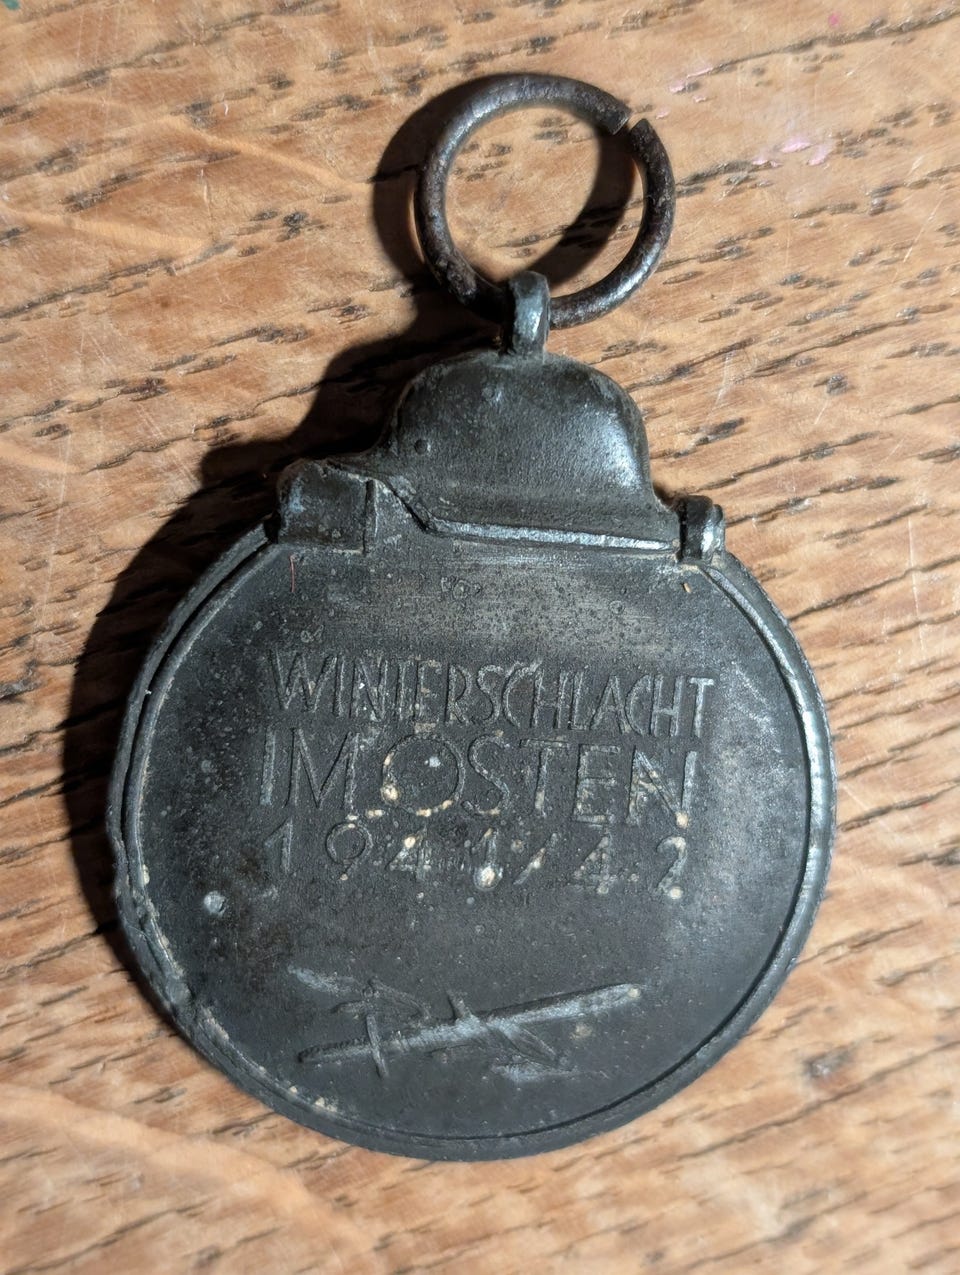 WINTERSCHLACHT
IM OSTEN
1941/42